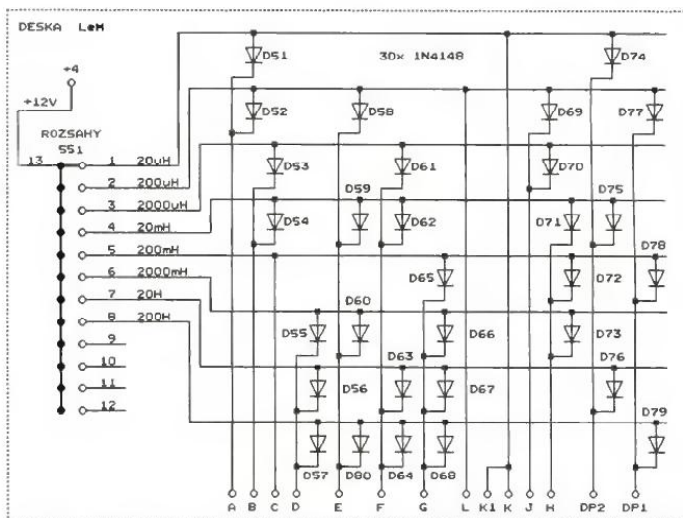 DESKA L&M
+4
+12V
ROZSAHY
SS1
13
1 20uH
2 200uH
3 2000uH
4 20mH
5 200mH
6 2000mH
7 20H
8 200H
9
10
11
12
30x 1N4148
D51
D74
D52
D58
D69
D77
D53
D61
D70
D59
D75
D54
D62
D71
D78
D65
D72
D60
D55
D66
D73
D63
D76
D56
D67
D79
D57
D80
D64
D68
A B C D E F G L K1 K J H DP2 DP1